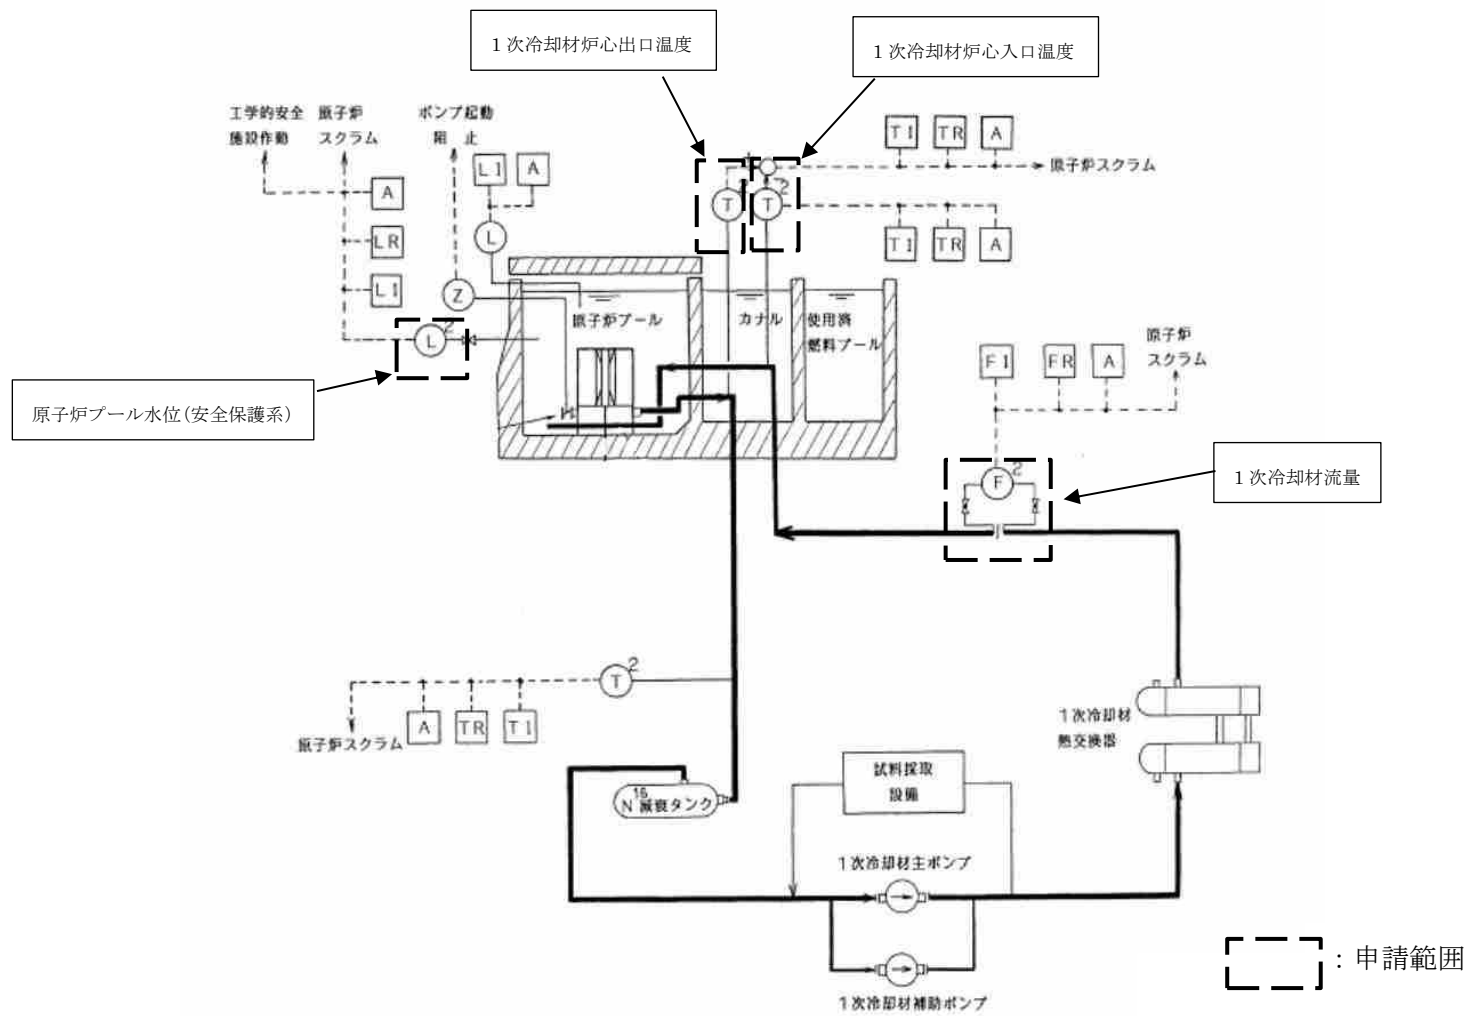 1次冷却材炉心出口温度
1次冷却材炉心入口温度
工学的安全
施設作動
原子炉
スクラム
ポンプ起動
阻 止
LI
A
A
LR
LI
L
Z
L
2
原子炉プール水位(安全保護系)
T
T
2
TI
TR
A
原子炉スクラム
TI
TR
A
原子炉プール
カナル
使用済
燃料プール
FI
FR
A
原子炉
スクラム
F
2
1次冷却材流量
T
2
A
TR
TI
原子炉スクラム
16
N 減衰タンク
試料採取
設備
1次冷却材
熱交換器
1次冷却材主ポンプ
1次冷却材補助ポンプ
：申請範囲